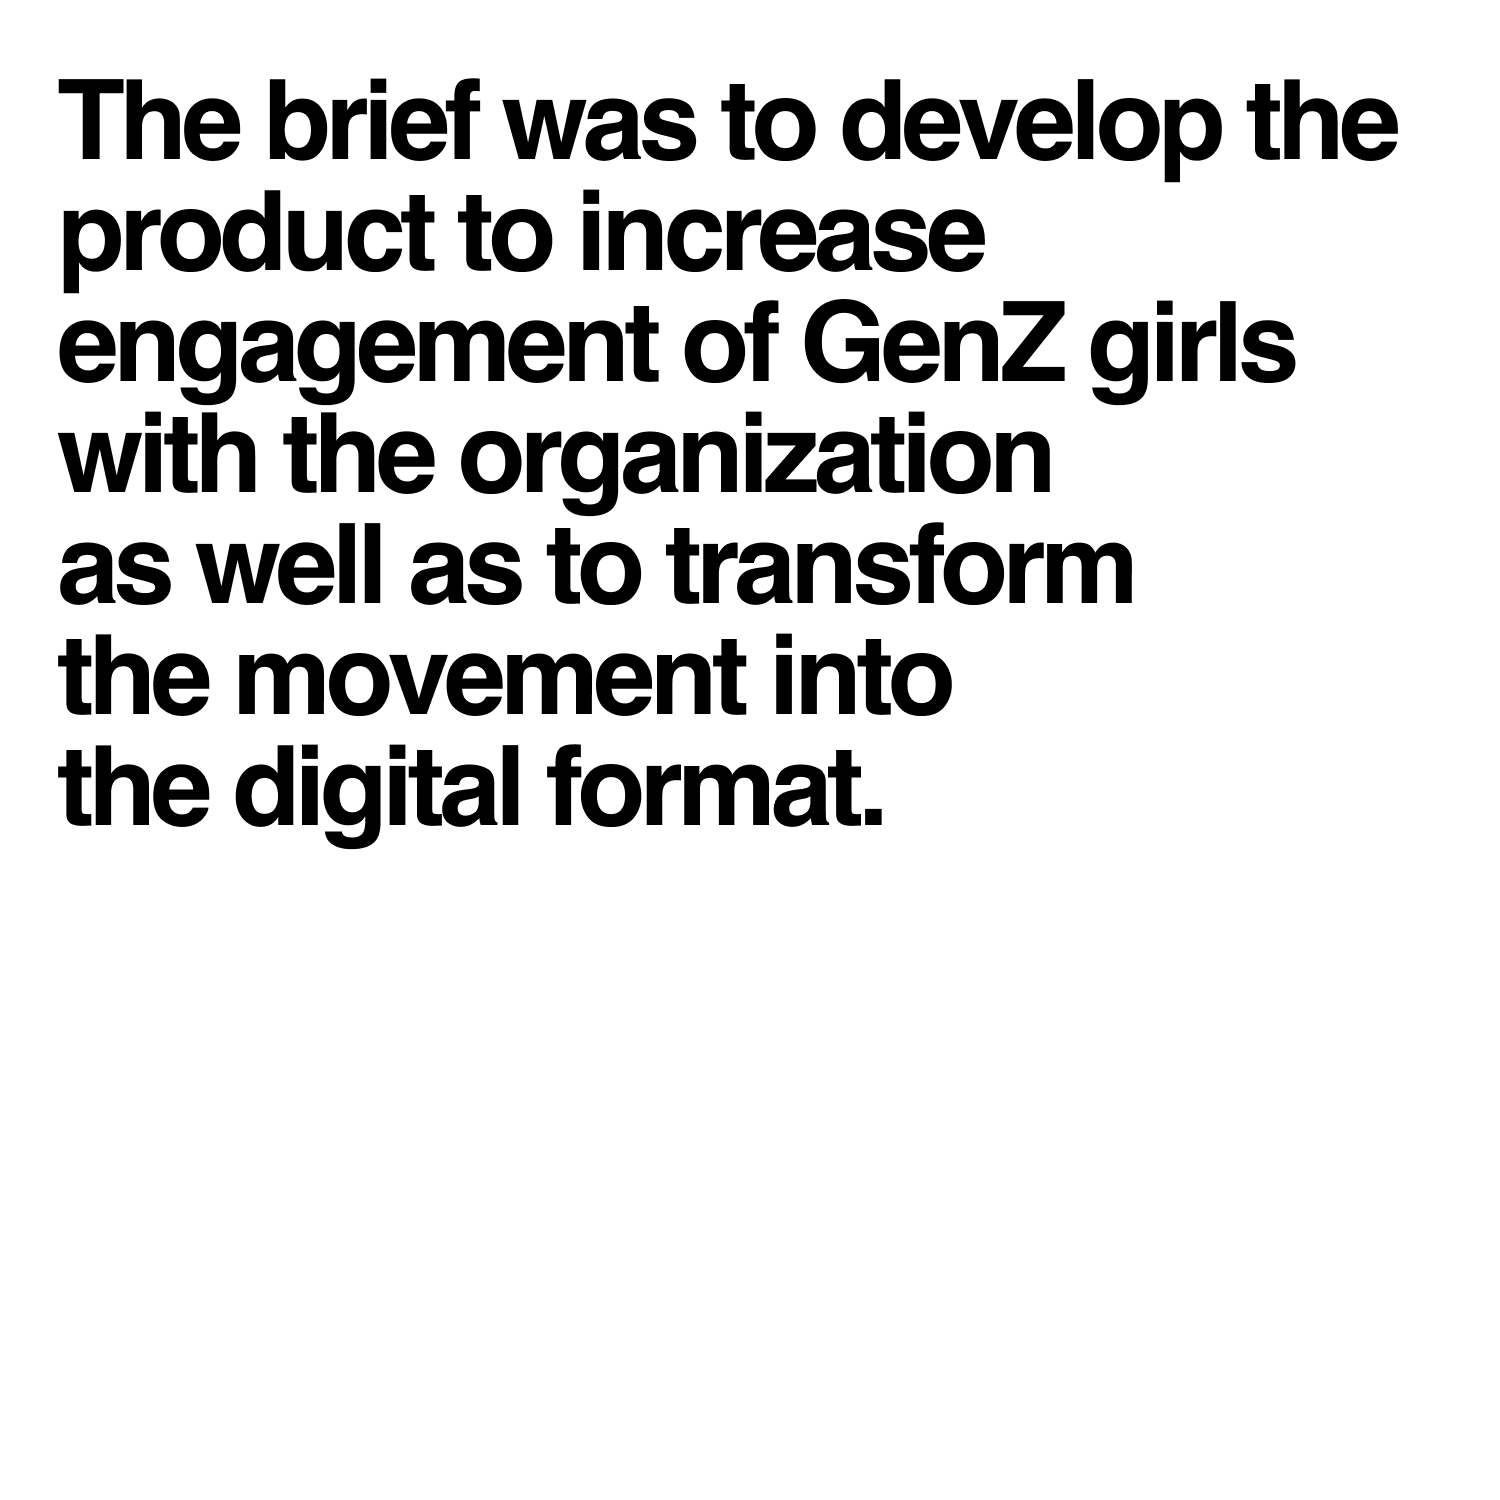 The brief was to develop the
product to increase
engagement of GenZ girls
with the organization
as well as to transform
the movement into
the digital format.